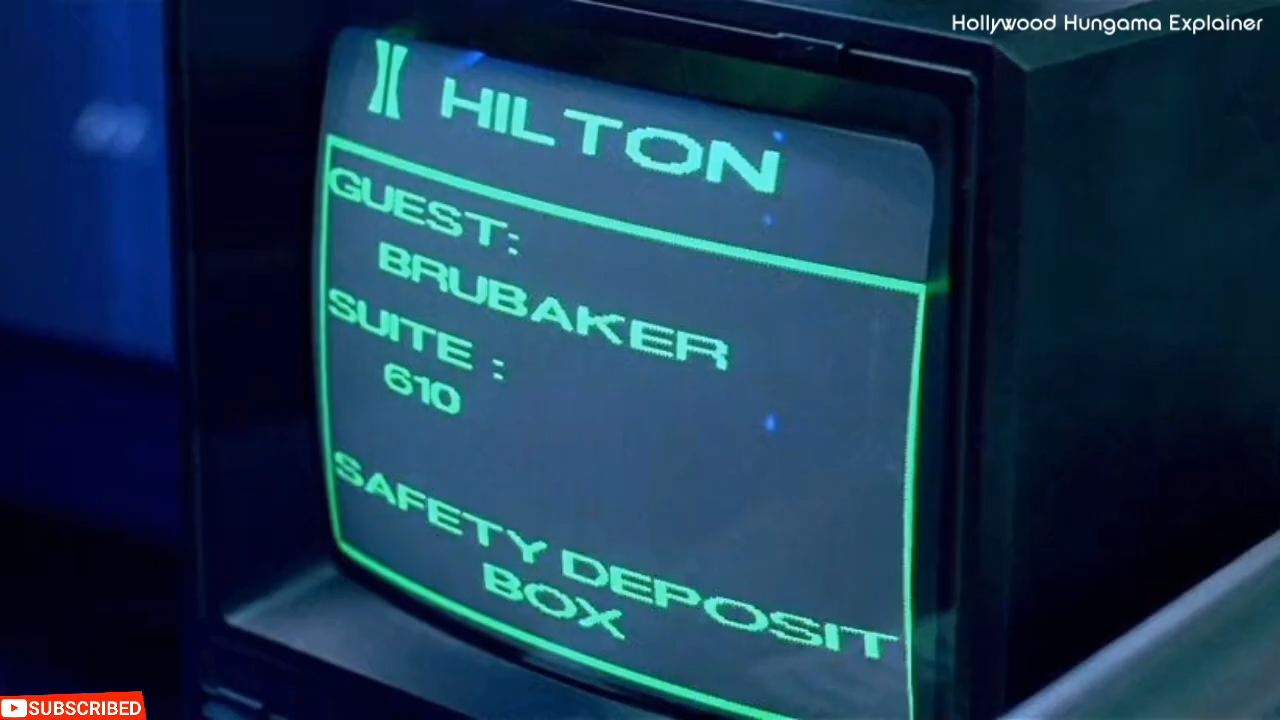 Hollywood Hungama Explainer
HILTON
GUEST:
BRUBAKER
SUITE :
610
SAFETY DEPOSIT
BOX
SUBSCRIBED